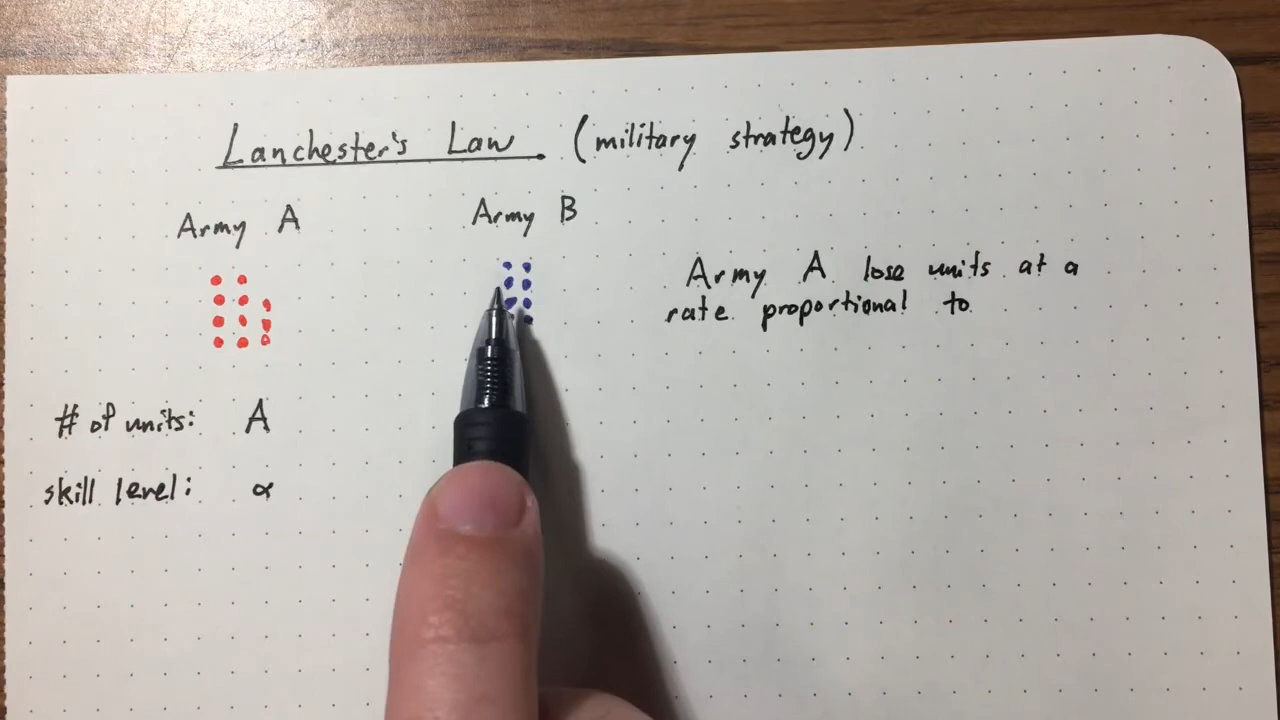 Lanchester's Law (military strategy)
Army A
Army B
Army A lose units at a
rate proportional to
# of units: A
skill level: α